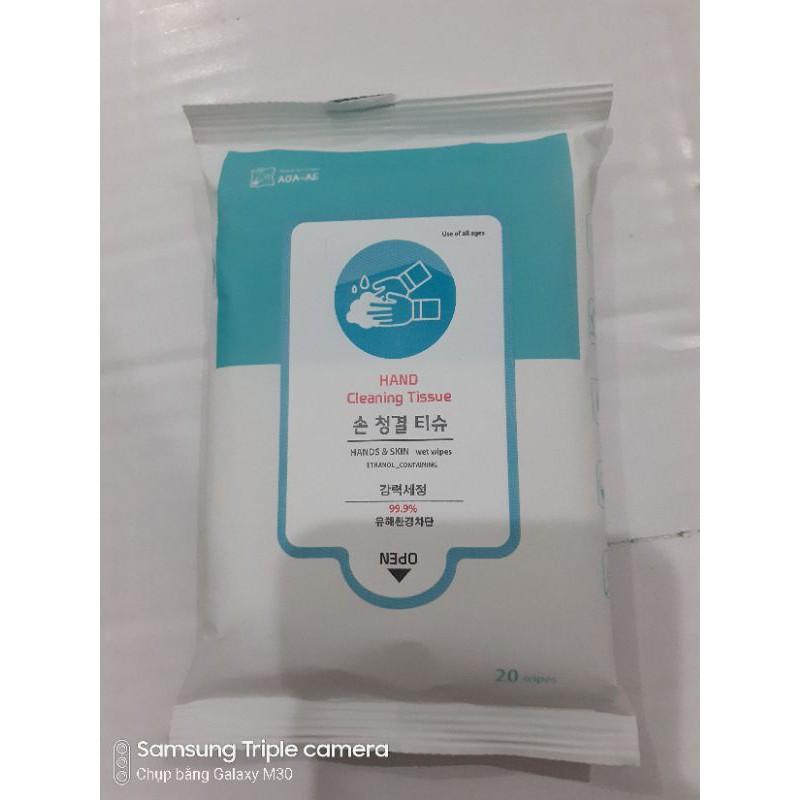 AGA-AE
Use of all ages
HAND
Cleaning Tissue
손 청결 티슈
HANDS & SKIN wet wipes
ETHANOL_CONTAINING
강력세정
99.9%
유해환경차단
OPEN
20 wipes
Samsung Triple camera
Chụp bằng Galaxy M30